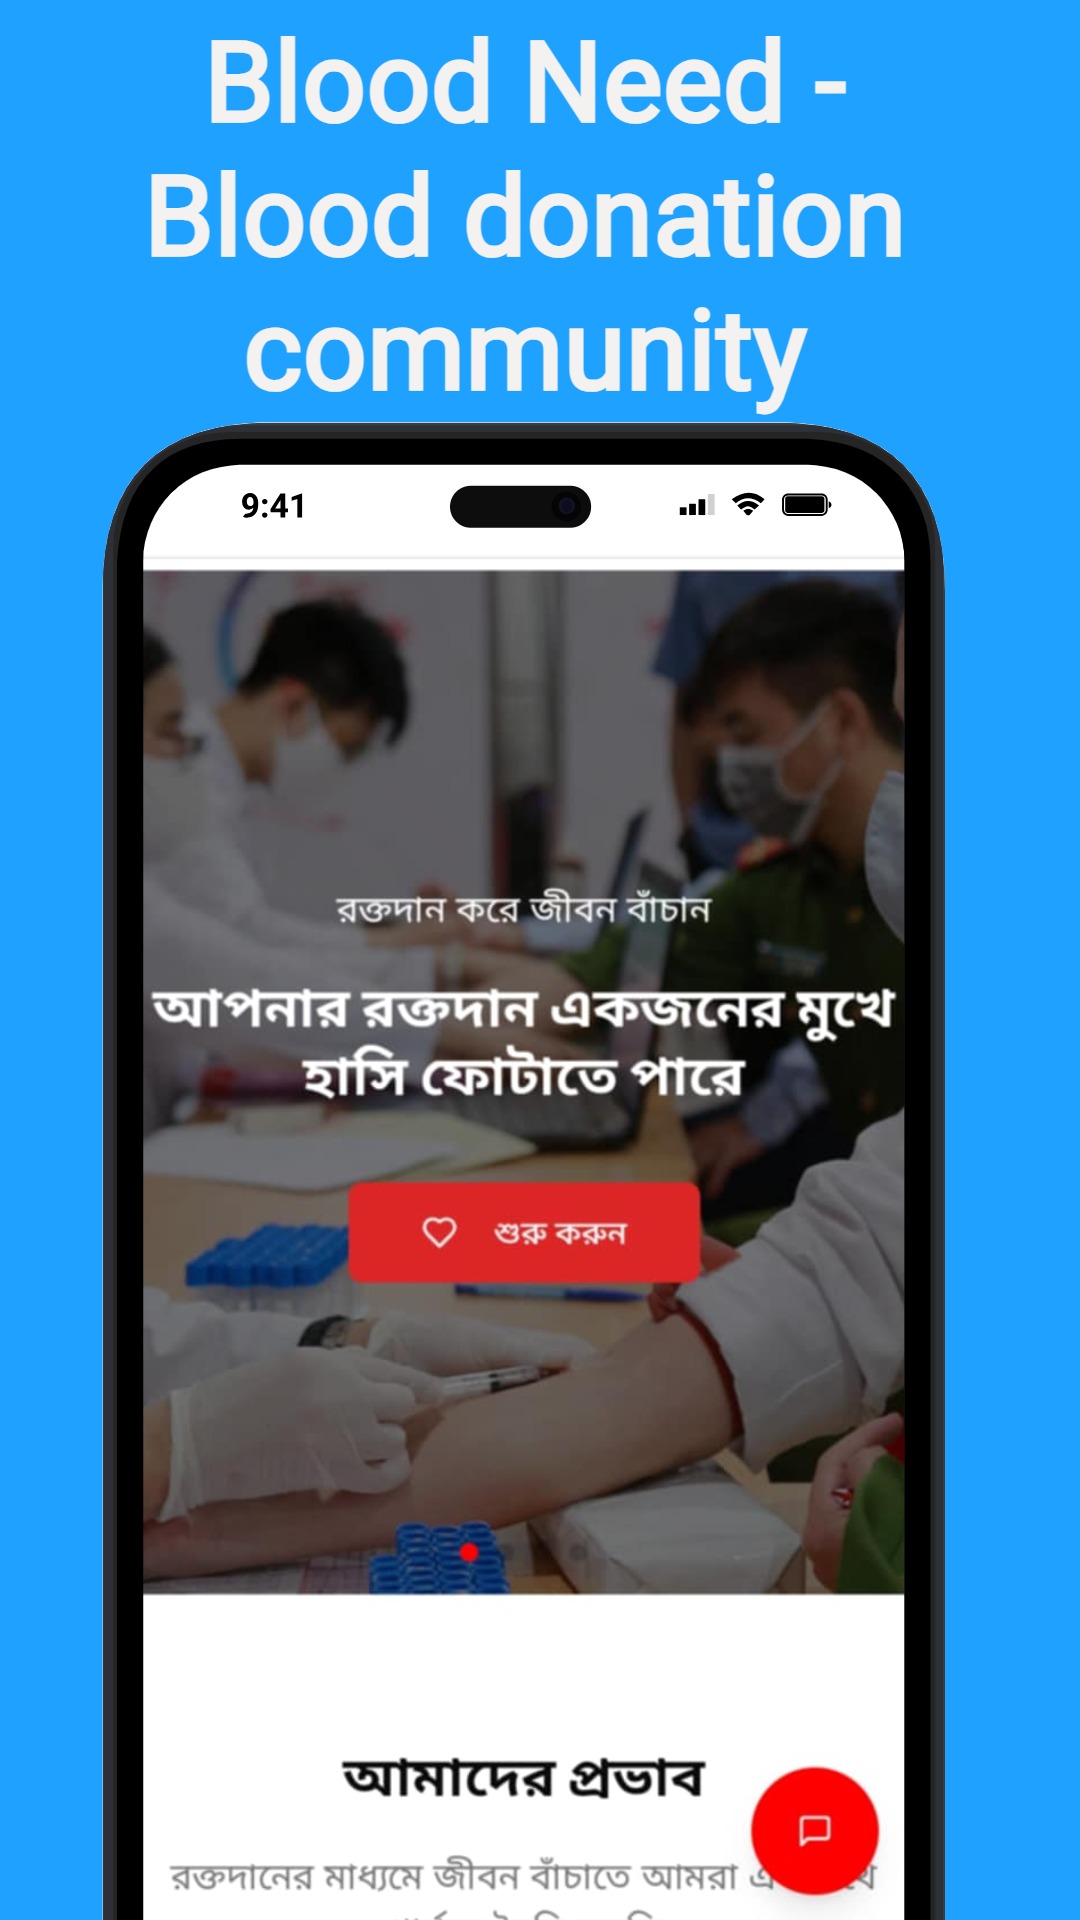 Blood Need -
Blood donation
community
9:41
রক্তদান করে জীবন বাঁচান
আপনার রক্তদান একজনের মুখে
হাসি ফোটাতে পারে
শুরু করুন
আমাদের প্রভাব
রক্তদানের মাধ্যমে জীবন বাঁচাতে আমরা